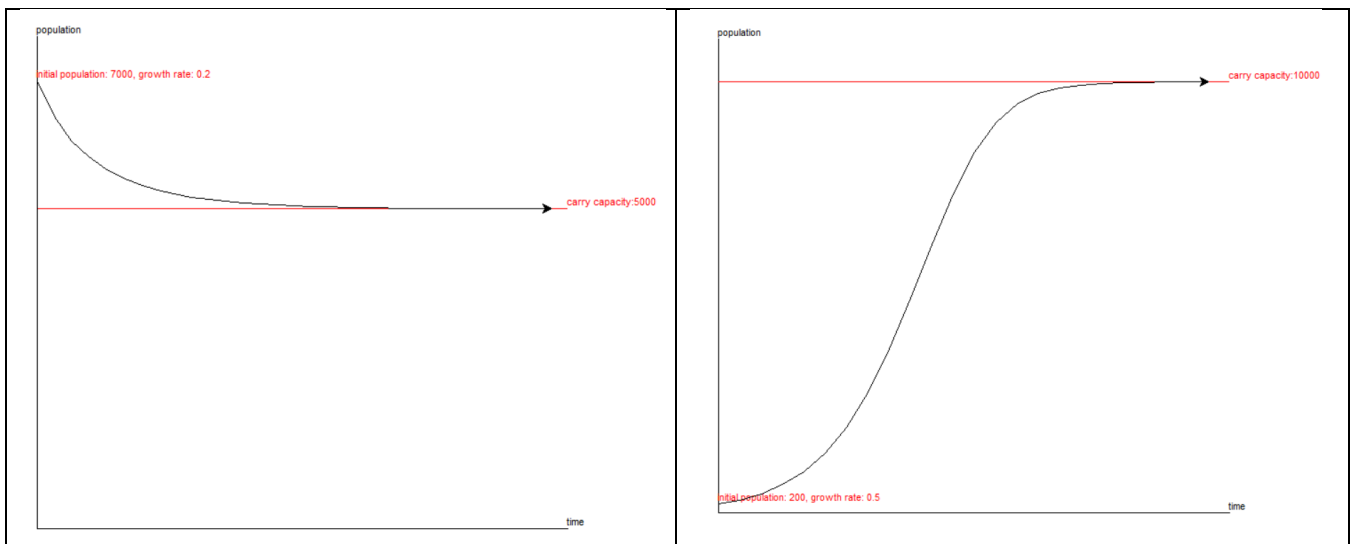 population
nitial population: 7000, growth rate: 0.2
carry capacity:5000
time
population
carry capacity:10000
nitial population: 200, growth rate: 0.5
time